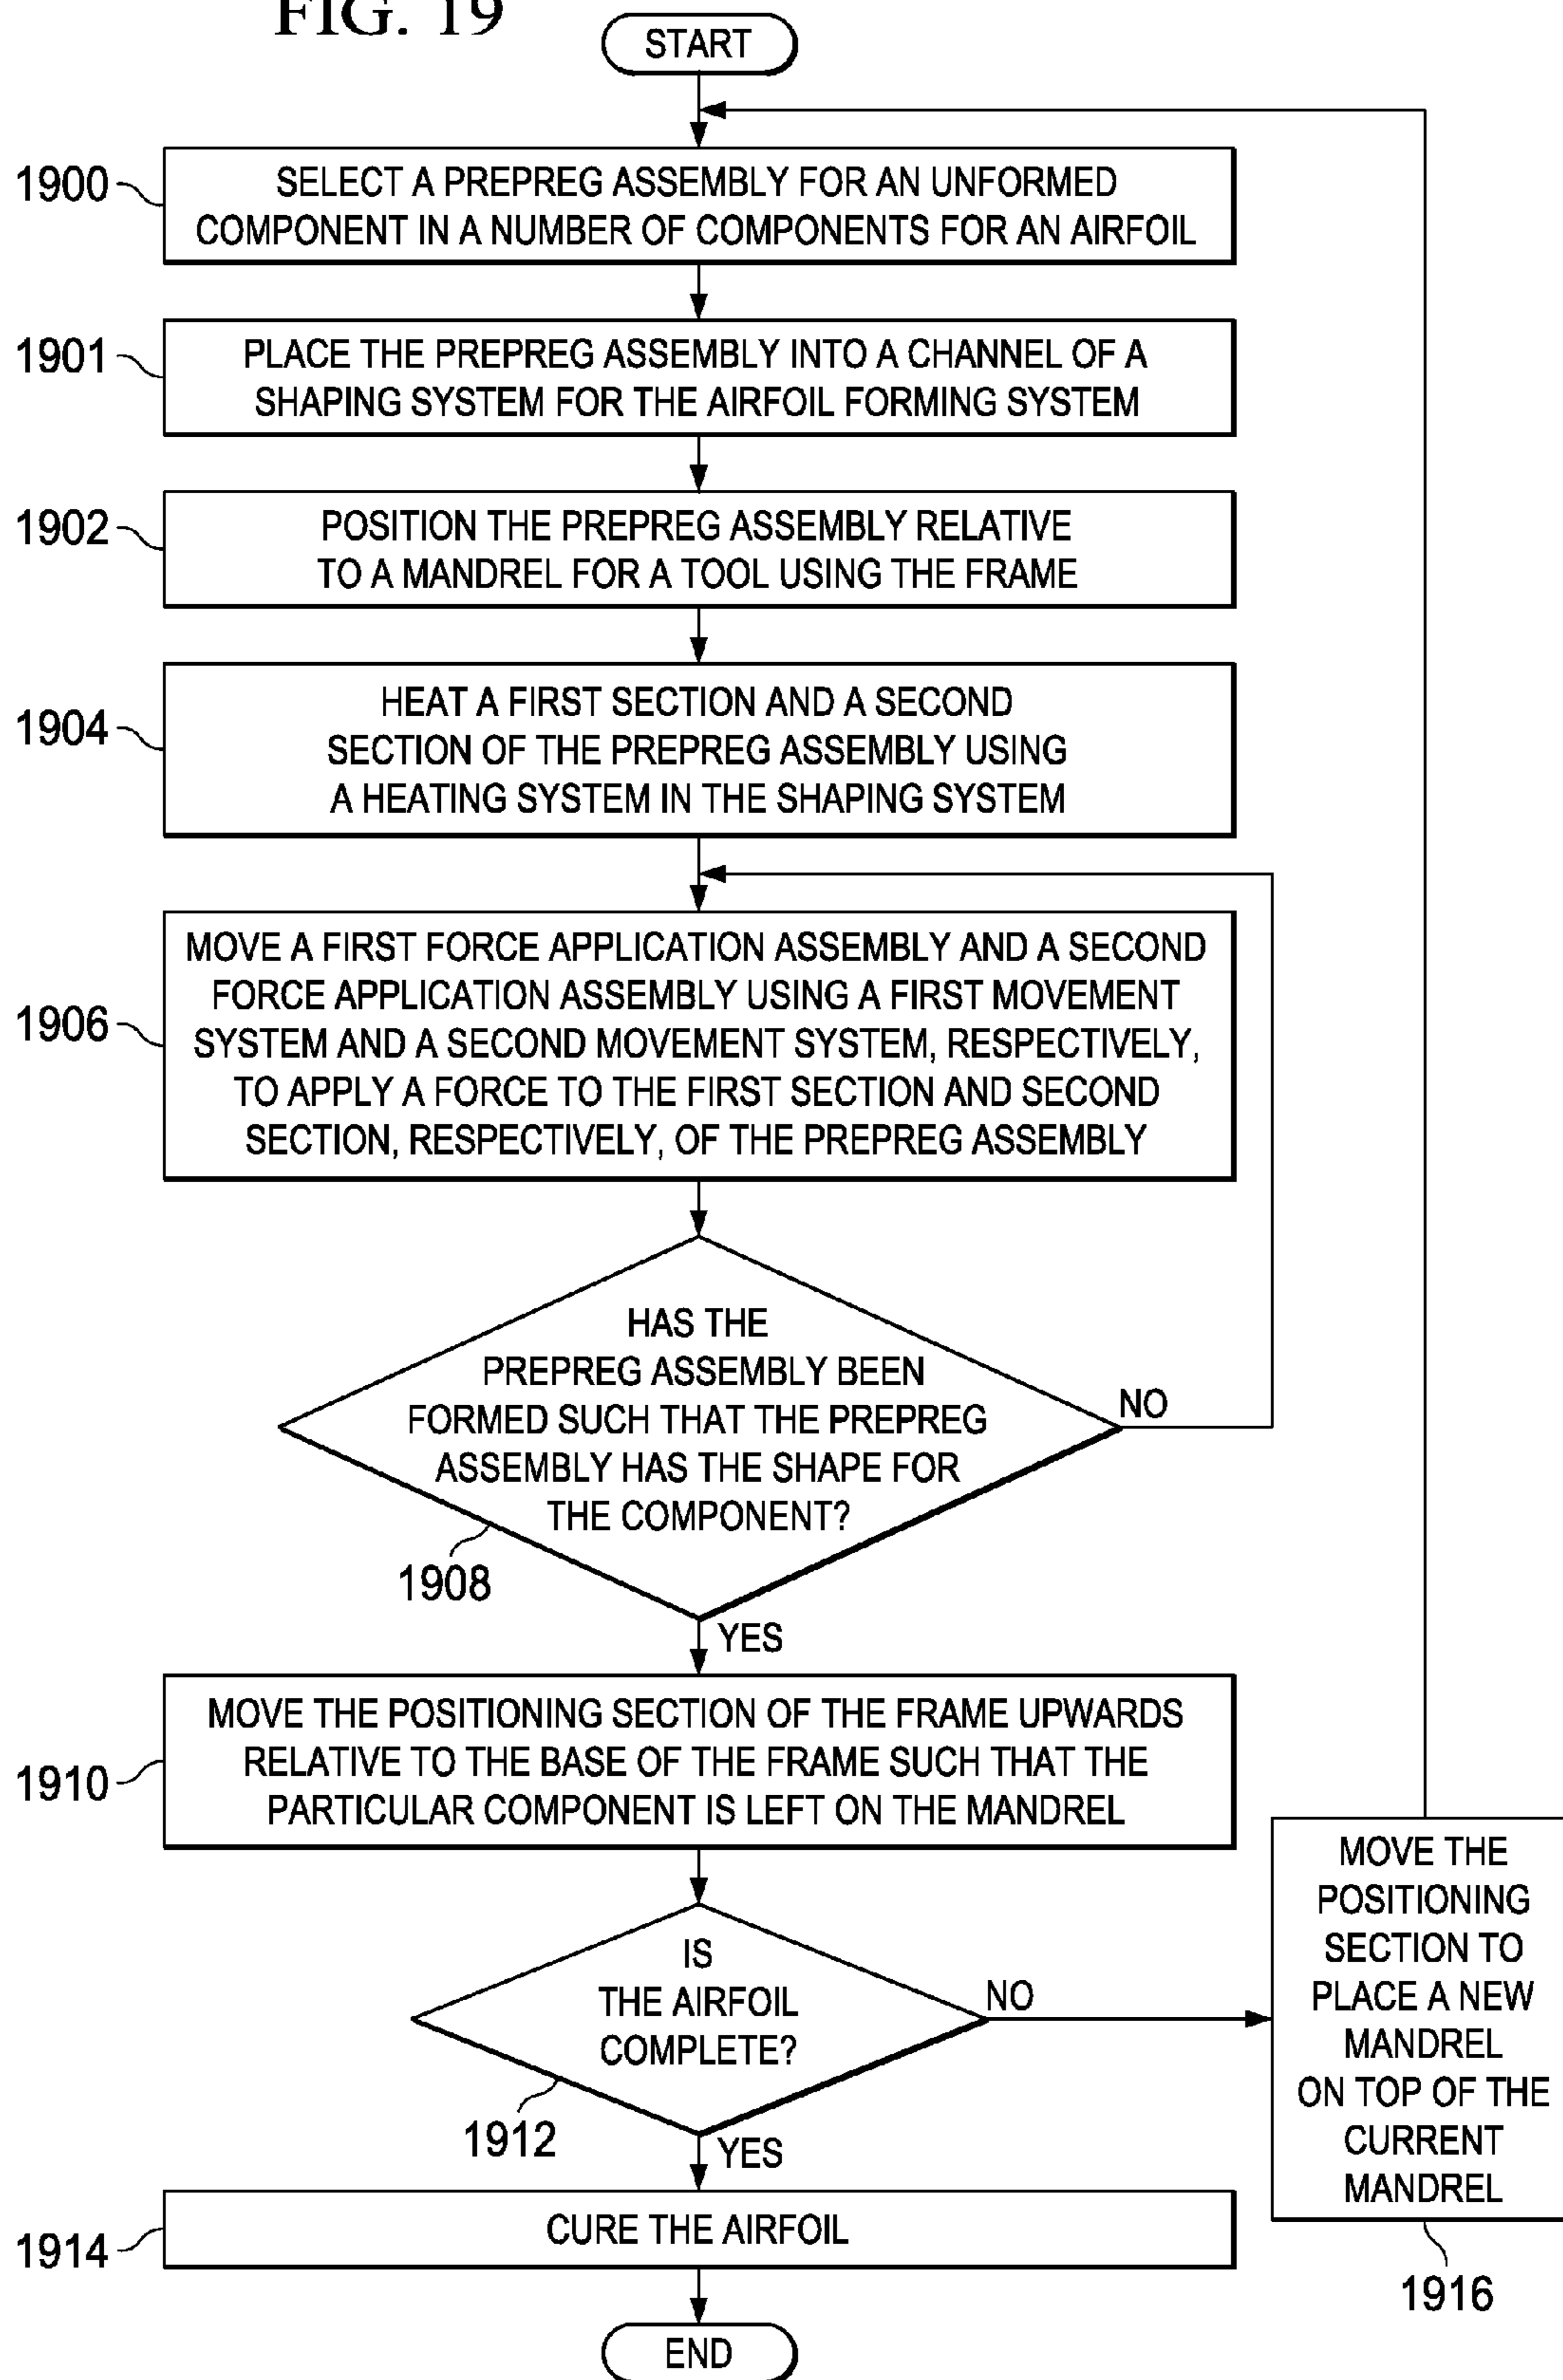 FIG. 19
START
1900
SELECT A PREPREG ASSEMBLY FOR AN UNFORMED
COMPONENT IN A NUMBER OF COMPONENTS FOR AN AIRFOIL
1901
PLACE THE PREPREG ASSEMBLY INTO A CHANNEL OF A
SHAPING SYSTEM FOR THE AIRFOIL FORMING SYSTEM
1902
POSITION THE PREPREG ASSEMBLY RELATIVE
TO A MANDREL FOR A TOOL USING THE FRAME
1904
HEAT A FIRST SECTION AND A SECOND
SECTION OF THE PREPREG ASSEMBLY USING
A HEATING SYSTEM IN THE SHAPING SYSTEM
1906
MOVE A FIRST FORCE APPLICATION ASSEMBLY AND A SECOND
FORCE APPLICATION ASSEMBLY USING A FIRST MOVEMENT
SYSTEM AND A SECOND MOVEMENT SYSTEM, RESPECTIVELY,
TO APPLY A FORCE TO THE FIRST SECTION AND SECOND
SECTION, RESPECTIVELY, OF THE PREPREG ASSEMBLY
HAS THE
PREPREG ASSEMBLY BEEN
FORMED SUCH THAT THE PREPREG
ASSEMBLY HAS THE SHAPE FOR
THE COMPONENT?
NO
1908
YES
1910
MOVE THE POSITIONING SECTION OF THE FRAME UPWARDS
RELATIVE TO THE BASE OF THE FRAME SUCH THAT THE
PARTICULAR COMPONENT IS LEFT ON THE MANDREL
IS
THE AIRFOIL
COMPLETE?
NO
1912
YES
MOVE THE
POSITIONING
SECTION TO
PLACE A NEW
MANDREL
ON TOP OF THE
CURRENT
MANDREL
1916
1914
CURE THE AIRFOIL
END